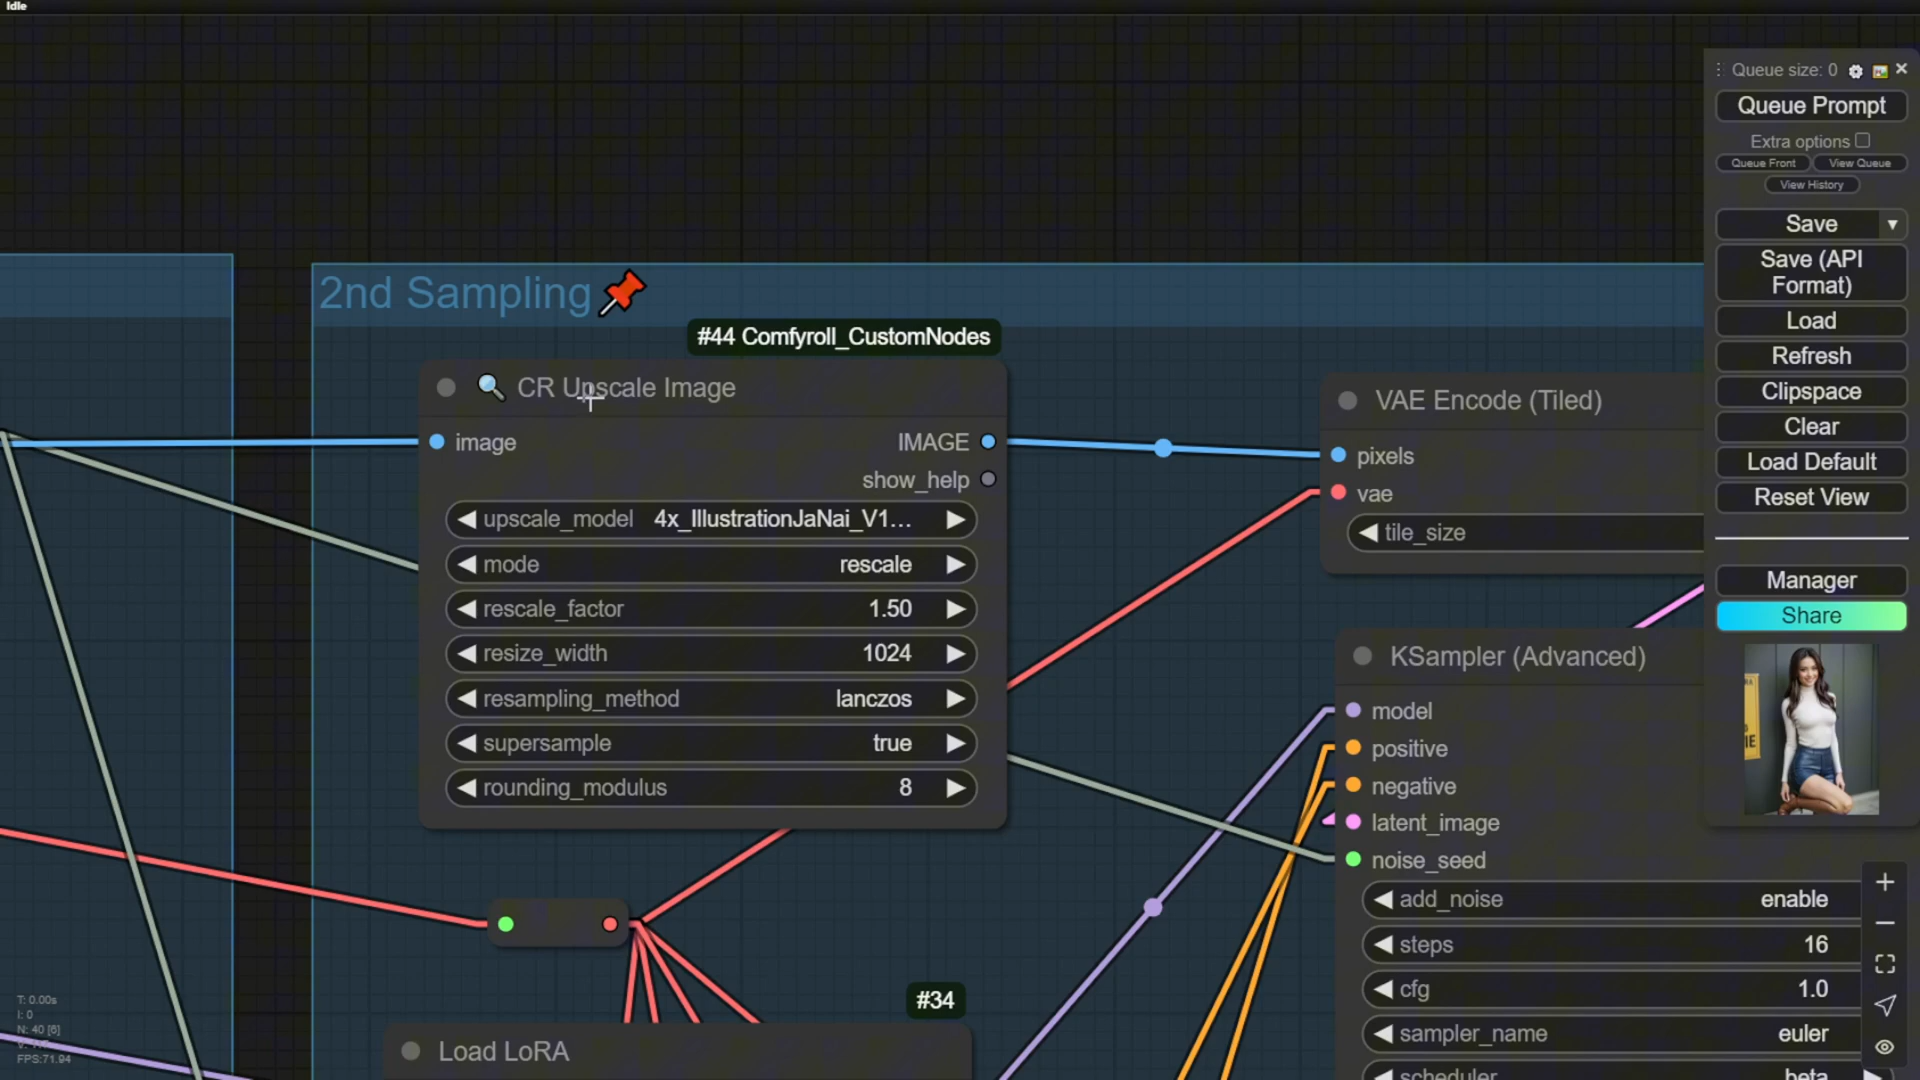 Idle
Queue size: 0
Queue Prompt
Extra options
Queue Front
View Queue
View History
Save
Save (API
Format)
Load
Refresh
Clipspace
Clear
Load Default
Reset View
Manager
Share
2nd Sampling
#44 Comfyroll_CustomNodes
CR Upscale Image
image
IMAGE
show_help
upscale_model 4x_IllustrationJaNai_V1...
mode rescale
rescale_factor 1.50
resize_width 1024
resampling_method lanczos
supersample true
rounding_modulus 8
VAE Encode (Tiled)
pixels
vae
tile_size
KSampler (Advanced)
model
positive
negative
latent_image
noise_seed
add_noise enable
steps 16
cfg 1.0
sampler_name euler
scheduler beta
#34
Load LoRA
T: 0.00s
I: 0
N: 40 [6]
FPS:71.94